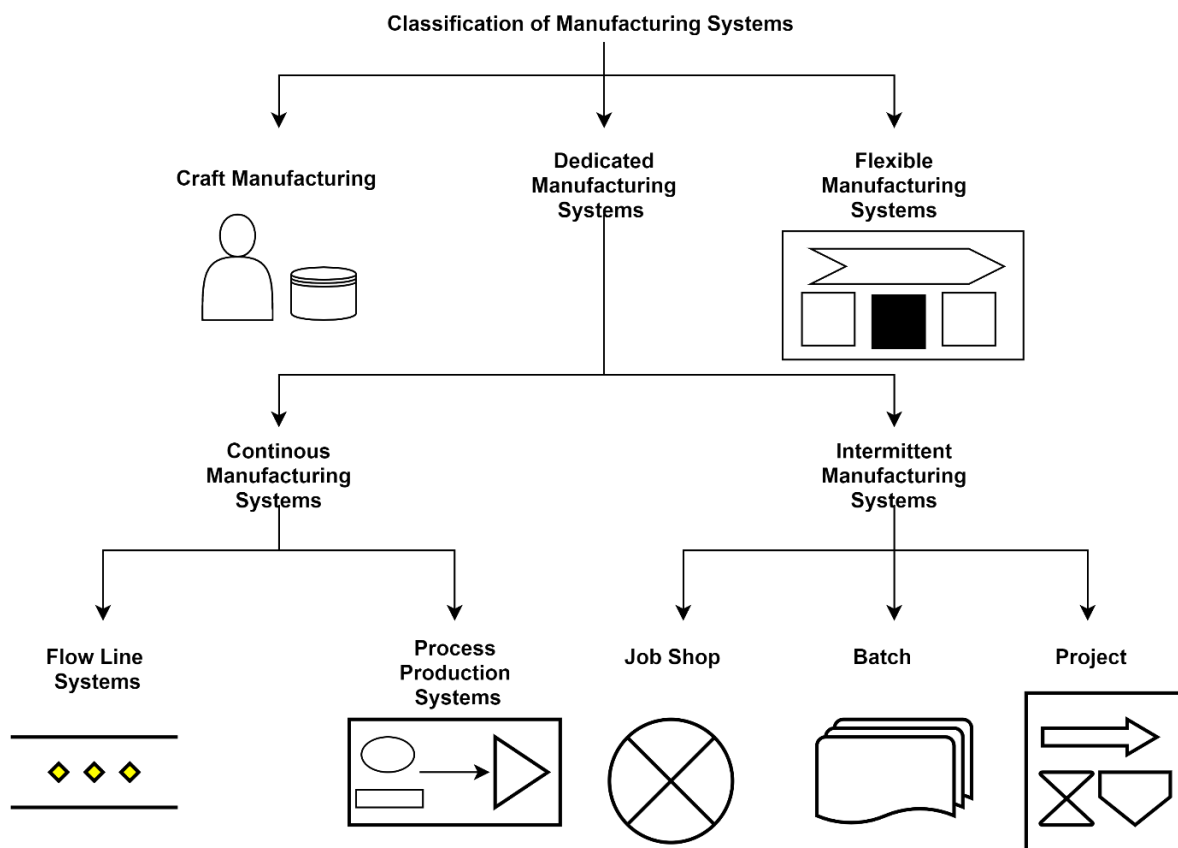 Classification of Manufacturing Systems
Craft Manufacturing
Dedicated
Manufacturing
Systems
Flexible
Manufacturing
Systems
Continous
Manufacturing
Systems
Intermittent
Manufacturing
Systems
Flow Line
Systems
Process
Production
Systems
Job Shop
Batch
Project